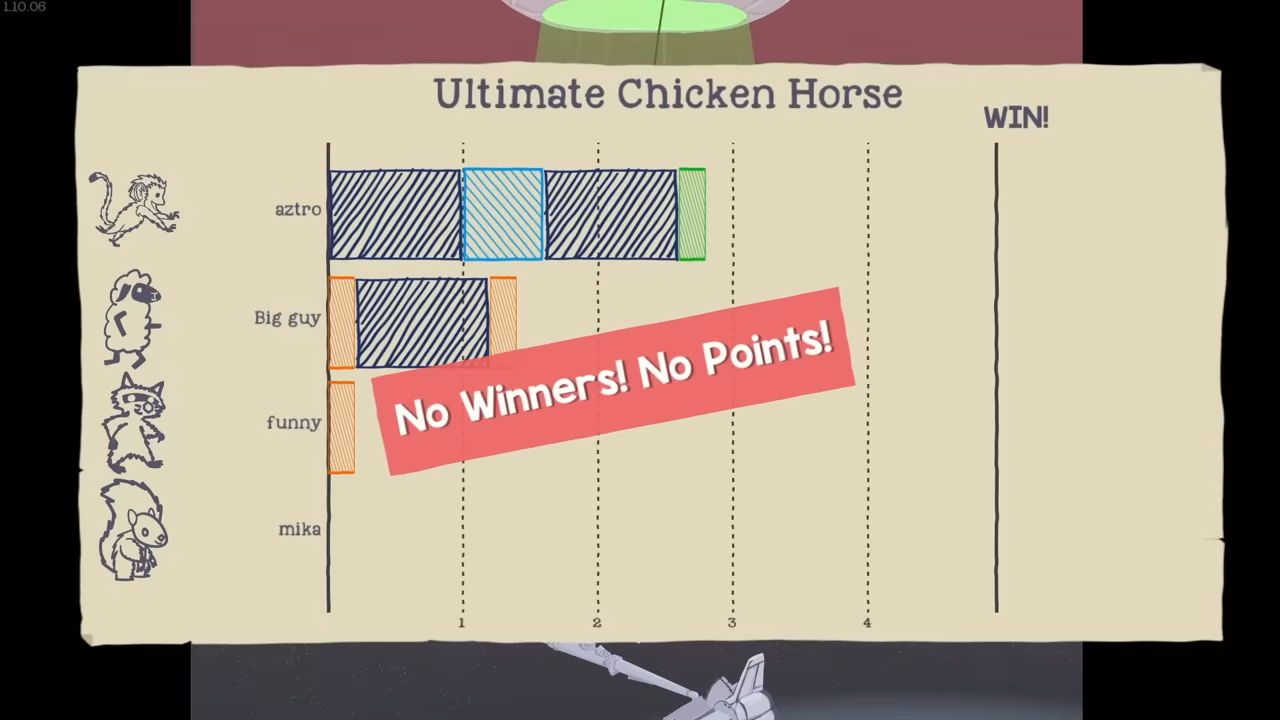 1.10.06
Ultimate Chicken Horse
WIN!
aztro
Big guy
No Winners! No Points!
funny
mika
1 2 3 4